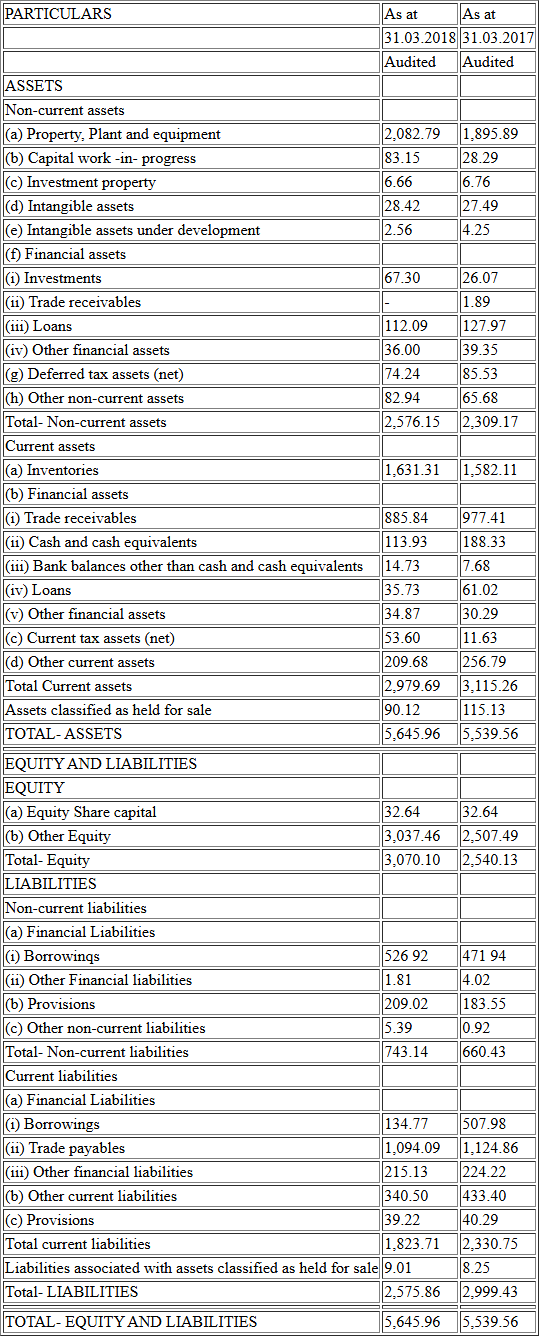 PARTICULARS As at As at
31.03.2018 31.03.2017
Audited Audited
ASSETS
Non-current assets
(a) Property, Plant and equipment 2,082.79 1,895.89
(b) Capital work -in- progress 83.15 28.29
(c) Investment property 6.66 6.76
(d) Intangible assets 28.42 27.49
(e) Intangible assets under development 2.56 4.25
(f) Financial assets
(i) Investments 67.30 26.07
(ii) Trade receivables - 1.89
(iii) Loans 112.09 127.97
(iv) Other financial assets 36.00 39.35
(g) Deferred tax assets (net) 74.24 85.53
(h) Other non-current assets 82.94 65.68
Total- Non-current assets 2,576.15 2,309.17
Current assets
(a) Inventories 1,631.31 1,582.11
(b) Financial assets
(i) Trade receivables 885.84 977.41
(ii) Cash and cash equivalents 113.93 188.33
(iii) Bank balances other than cash and cash equivalents 14.73 7.68
(iv) Loans 35.73 61.02
(v) Other financial assets 34.87 30.29
(c) Current tax assets (net) 53.60 11.63
(d) Other current assets 209.68 256.79
Total Current assets 2,979.69 3,115.26
Assets classified as held for sale 90.12 115.13
TOTAL- ASSETS 5,645.96 5,539.56
EQUITY AND LIABILITIES
EQUITY
(a) Equity Share capital 32.64 32.64
(b) Other Equity 3,037.46 2,507.49
Total- Equity 3,070.10 2,540.13
LIABILITIES
Non-current liabilities
(a) Financial Liabilities
(i) Borrowinqs 526 92 471 94
(ii) Other Financial liabilities 1.81 4.02
(b) Provisions 209.02 183.55
(c) Other non-current liabilities 5.39 0.92
Total- Non-current liabilities 743.14 660.43
Current liabilities
(a) Financial Liabilities
(i) Borrowings 134.77 507.98
(ii) Trade payables 1,094.09 1,124.86
(iii) Other financial liabilities 215.13 224.22
(b) Other current liabilities 340.50 433.40
(c) Provisions 39.22 40.29
Total current liabilities 1,823.71 2,330.75
Liabilities associated with assets classified as held for sale 9.01 8.25
Total- LIABILITIES 2,575.86 2,999.43
TOTAL- EQUITY AND LIABILITIES 5,645.96 5,539.56